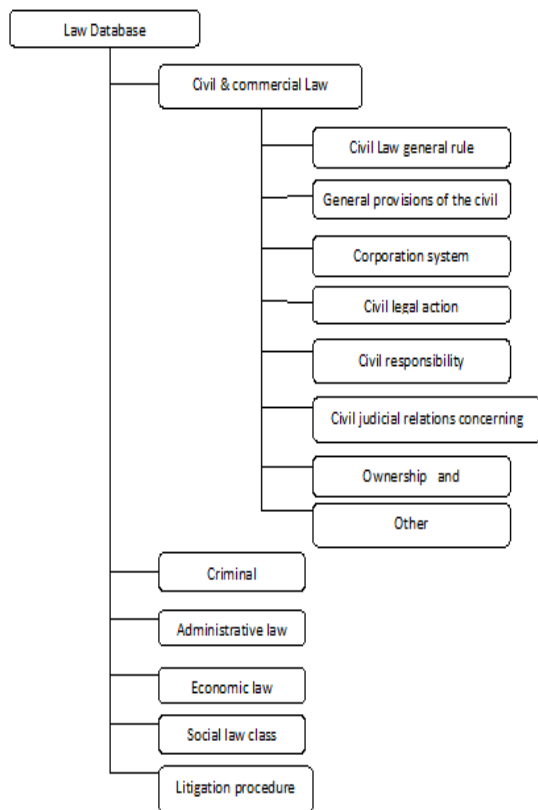 Law Database
Civil & commercial Law
Civil Law general rule
General provisions of the civil
Corporation system
Civil legal action
Civil responsibility
Civil judicial relations concerning
Ownership and
Other
Criminal
Administrative law
Economic law
Social law class
Litigation procedure